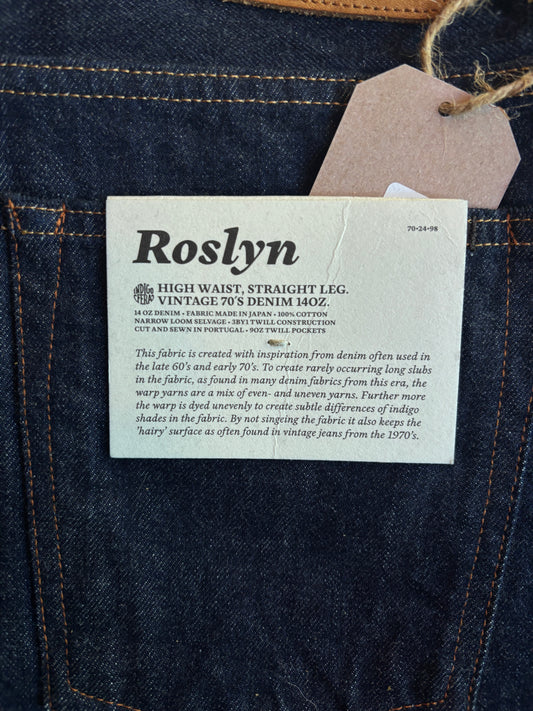 Roslyn
70•24•98
INDIGO
FERA
HIGH WAIST, STRAIGHT LEG.
VINTAGE 70'S DENIM 14OZ.
14 OZ DENIM • FABRIC MADE IN JAPAN • 100% COTTON
NARROW LOOM SELVAGE • 3BY1 TWILL CONSTRUCTION
CUT AND SEWN IN PORTUGAL • 9OZ TWILL POCKETS
This fabric is created with inspiration from denim often used in
the late 60's and early 70's. To create rarely occurring long slubs
in the fabric, as found in many denim fabrics from this era, the
warp yarns are a mix of even- and uneven yarns. Further more
the warp is dyed unevenly to create subtle differences of indigo
shades in the fabric. By not singeing the fabric it also keeps the
'hairy' surface as often found in vintage jeans from the 1970's.